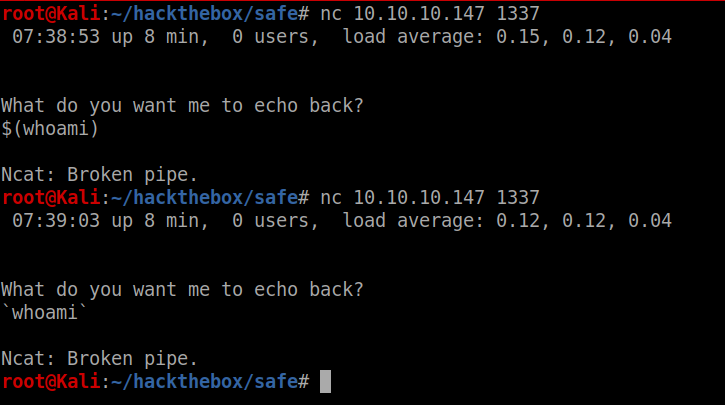 root@Kali:~/hackthebox/safe# nc 10.10.10.147 1337
 07:38:53 up 8 min,  0 users,  load average: 0.15, 0.12, 0.04
What do you want me to echo back?
$(whoami)
Ncat: Broken pipe.
root@Kali:~/hackthebox/safe# nc 10.10.10.147 1337
 07:39:03 up 8 min,  0 users,  load average: 0.12, 0.12, 0.04
What do you want me to echo back?
`whoami`
Ncat: Broken pipe.
root@Kali:~/hackthebox/safe#